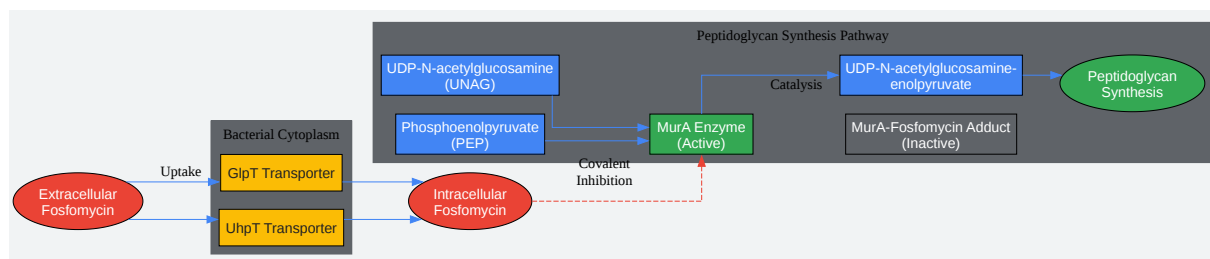 Peptidoglycan Synthesis Pathway
UDP-N-acetylglucosamine
(UNAG)
UDP-N-acetylglucosamine-
enolpyruvate
Peptidoglycan
Synthesis
Catalysis
Phosphoenolpyruvate
(PEP)
MurA Enzyme
(Active)
MurA-Fosfomycin Adduct
(Inactive)
Bacterial Cytoplasm
Covalent
Inhibition
Uptake
GlpT Transporter
Extracellular
Fosfomycin
Intracellular
Fosfomycin
UhpT Transporter